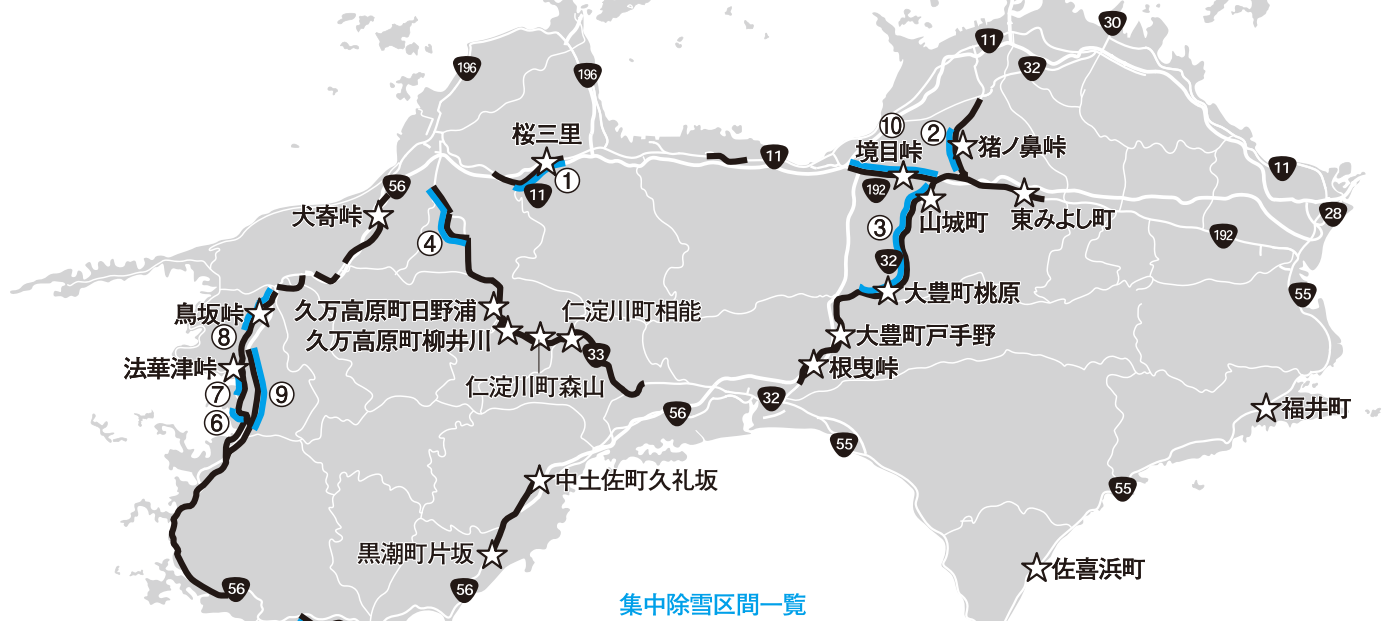 30
11
32
196
196
桜三里
①
11
11
⑩
②
境目峠
猪ノ鼻峠
11
192
56
犬寄峠
③
山城町
東みよし町
28
192
④
32
大豊町桃原
55
鳥坂峠
⑧
久万高原町日野浦
仁淀川町相能
久万高原町柳井川
大豊町戸手野
33
法華津峠
根曳峠
仁淀川町森山
⑦
⑨
⑥
32
56
福井町
55
中土佐町久礼坂
55
黒潮町片坂
佐喜浜町
56
56
集中除雪区間一覧